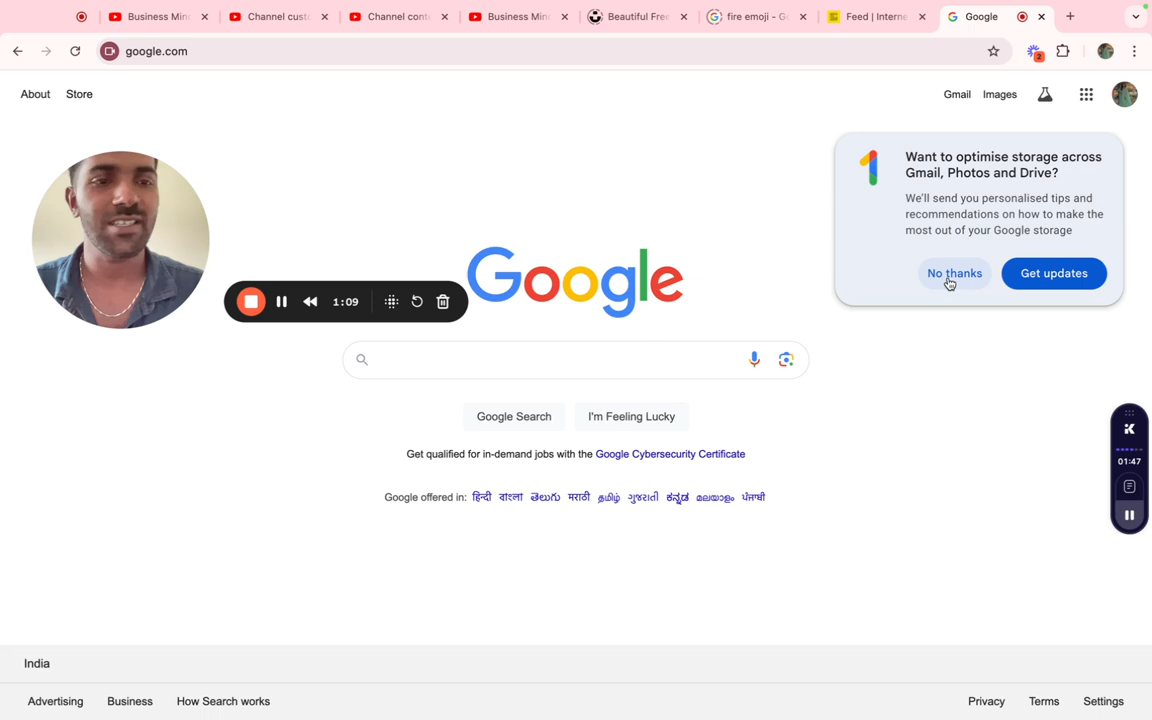 Business Min
Channel cust
Channel cont
Business Min
Beautiful Free
fire emoji - Go
Feed | Interne
Google
google.com
2
About
Store
Gmail
Images
Want to optimise storage across
Gmail, Photos and Drive?
We'll send you personalised tips and
recommendations on how to make the
most out of your Google storage
No thanks
Get updates
Google
1:09
Google Search
I'm Feeling Lucky
Get qualified for in-demand jobs with the Google Cybersecurity Certificate
Google offered in: हिन्दी বাংলা తెలుగు मराठी தமிழ் ગુજરાતી ಕನ್ನಡ മലയാളം ਪੰਜਾਬੀ
01:47
India
Advertising
Business
How Search works
Privacy
Terms
Settings